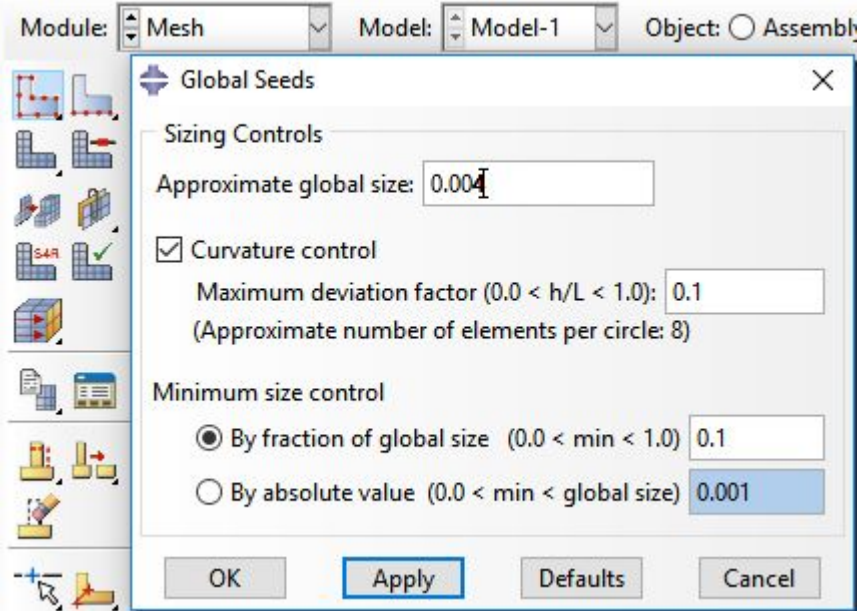 Module: Mesh Model: Model-1 Object: Assembly
Global Seeds
Sizing Controls
Approximate global size: 0.004
Curvature control
Maximum deviation factor (0.0 < h/L < 1.0): 0.1
(Approximate number of elements per circle: 8)
S4R
Minimum size control
By fraction of global size (0.0 < min < 1.0) 0.1
By absolute value (0.0 < min < global size) 0.001
OK Apply Defaults Cancel